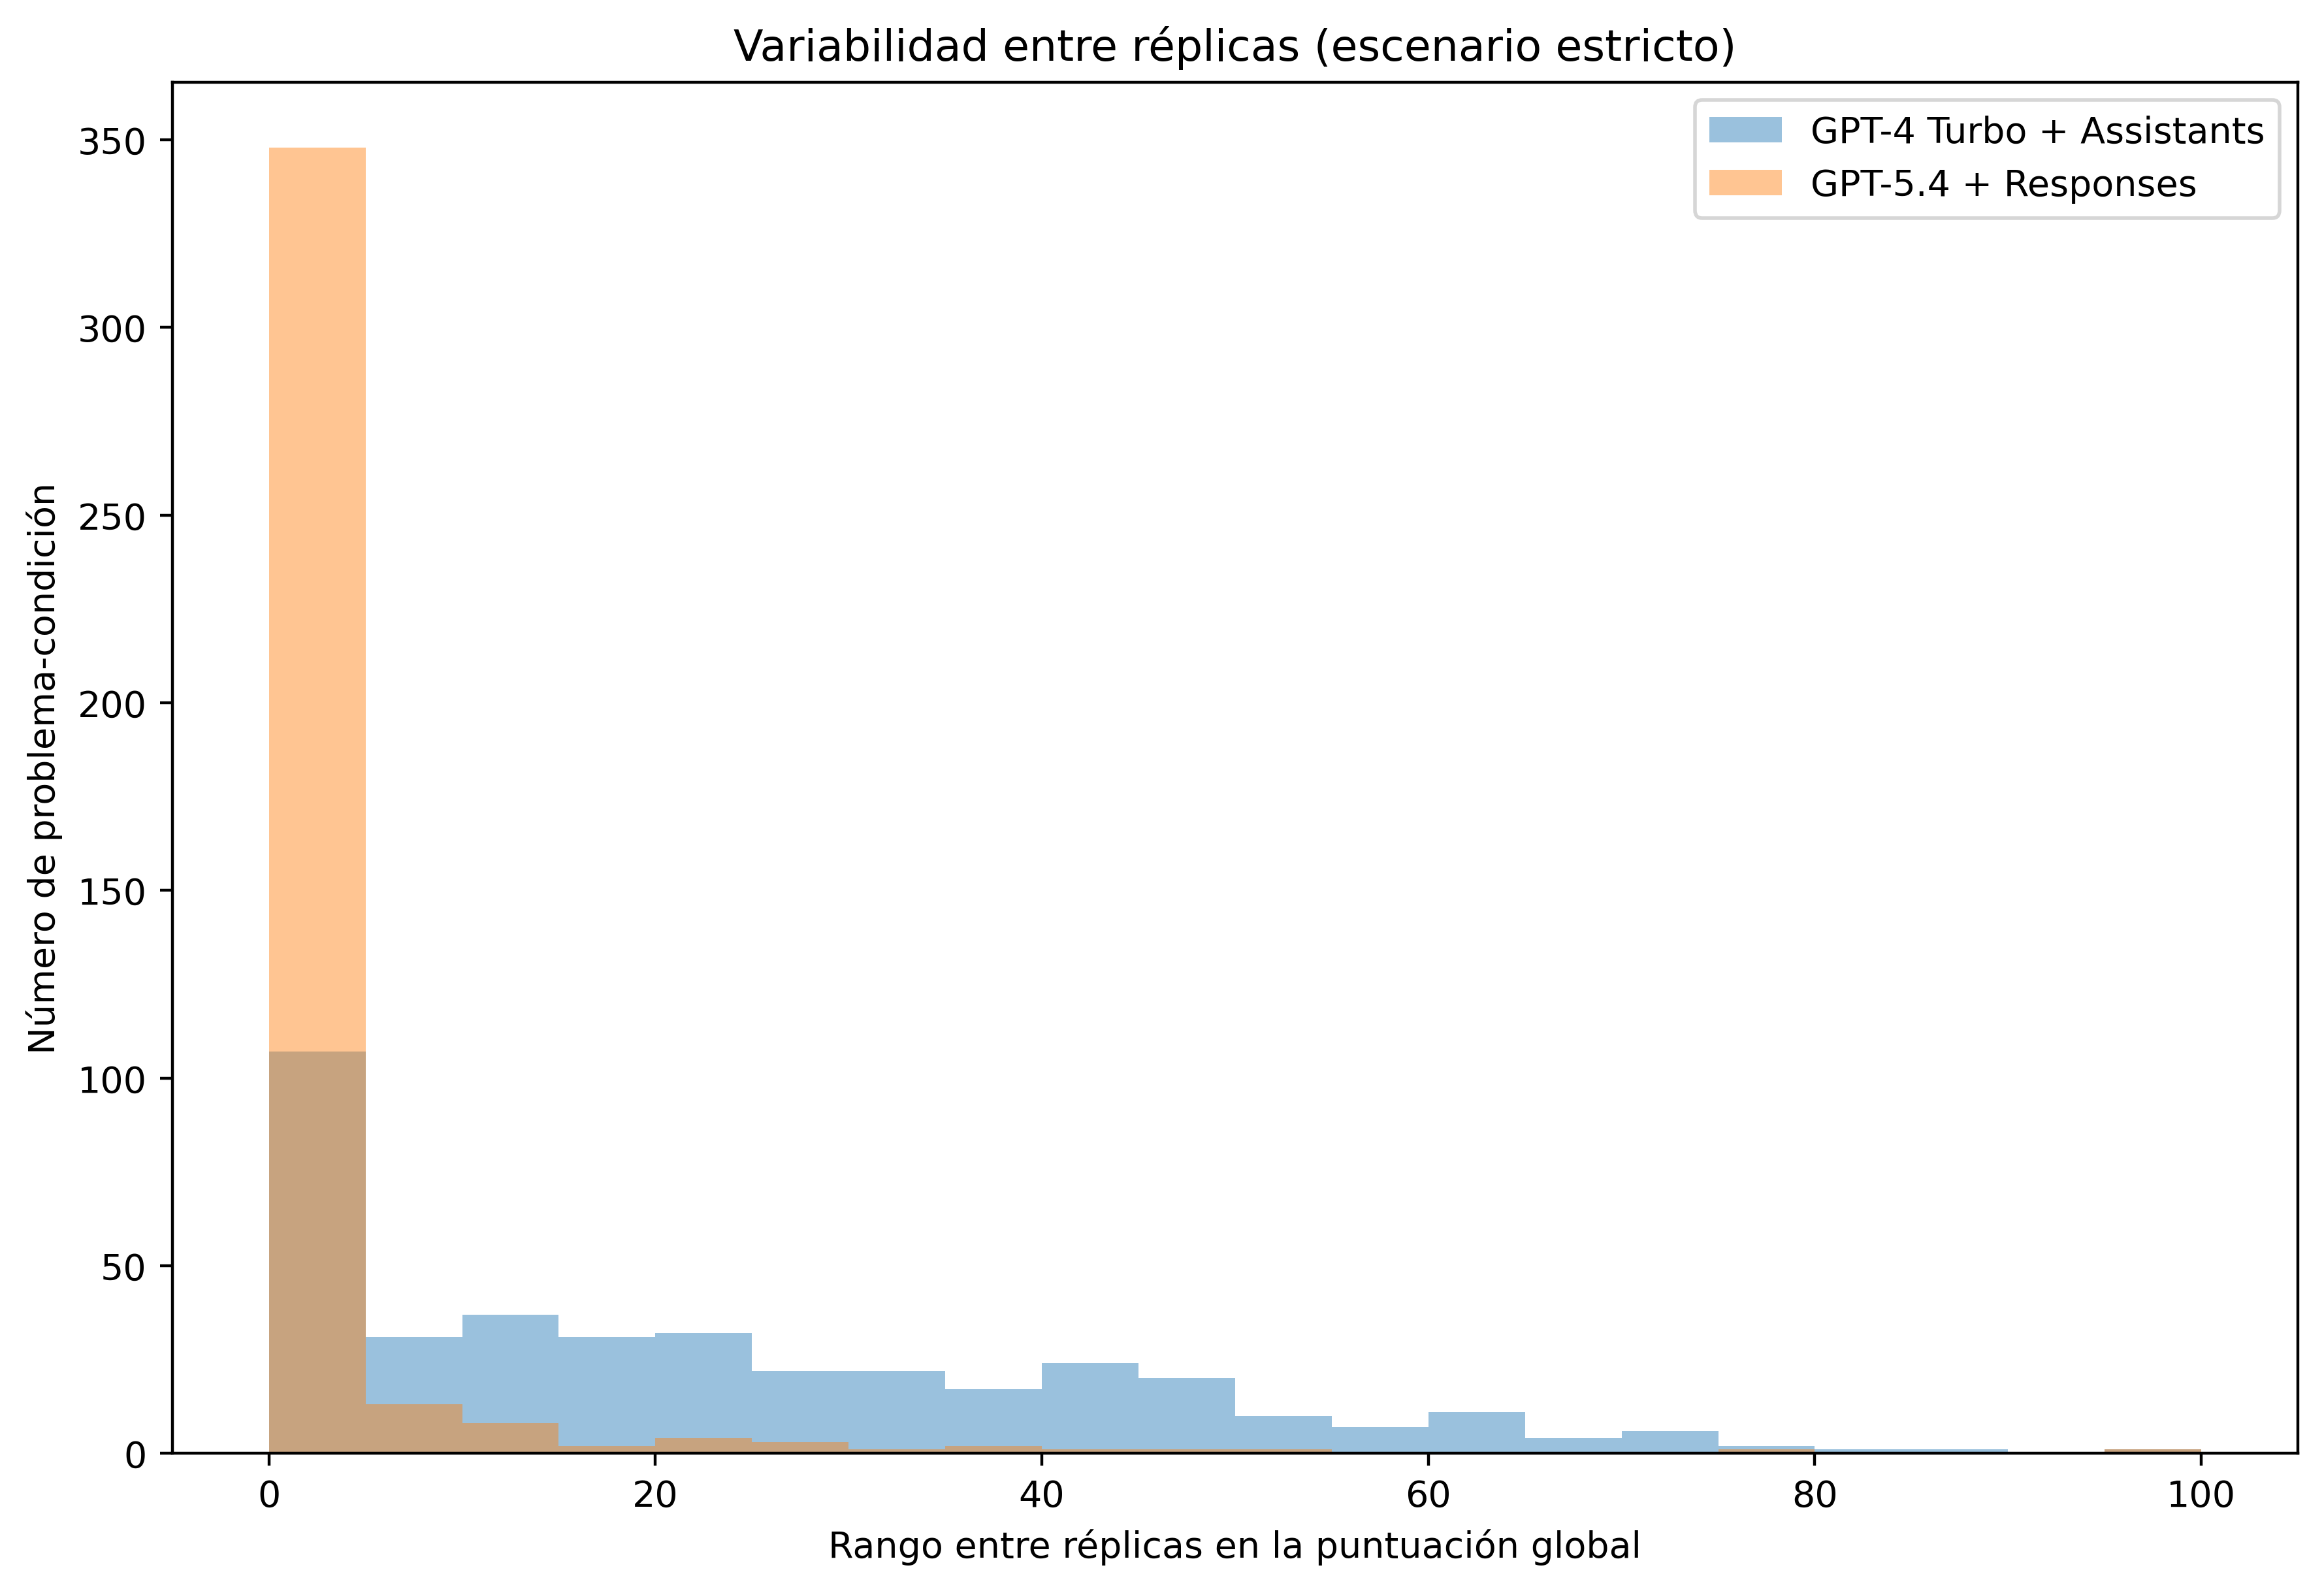 Variabilidad entre réplicas (escenario estricto)
GPT-4 Turbo + Assistants
GPT-5.4 + Responses
Número de problema-condición
350
300
250
200
150
100
50
0
0 20 40 60 80 100
Rango entre réplicas en la puntuación global